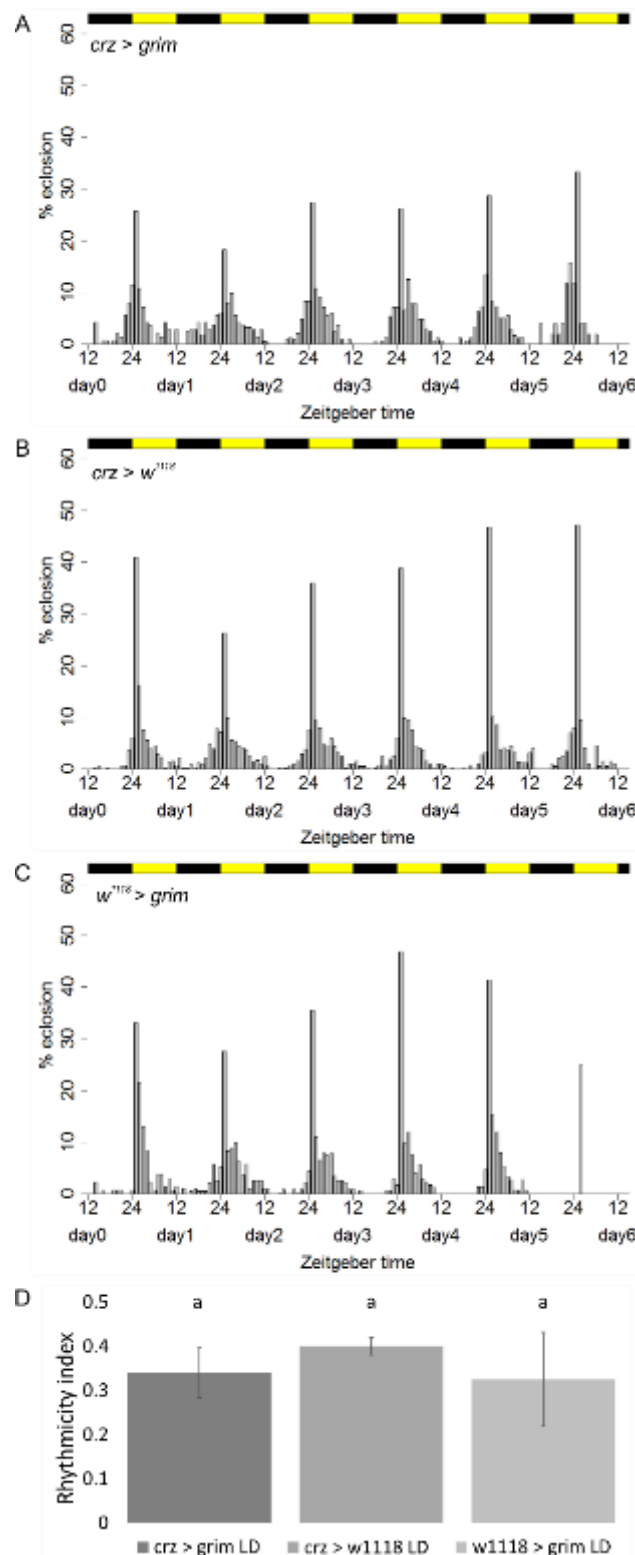 A
crz > grim
60
50
40
30
20
10
0
% eclosion
12 24 12 24 12 24 12 24 12 24 12 24 12
day0 day1 day2 day3 day4 day5 day6
Zeitgeber time
B
crz > w¹¹¹⁸
60
50
40
30
20
10
0
% eclosion
12 24 12 24 12 24 12 24 12 24 12 24 12
day0 day1 day2 day3 day4 day5 day6
Zeitgeber time
C
w¹¹¹⁸ > grim
60
50
40
30
20
10
0
% eclosion
12 24 12 24 12 24 12 24 12 24 12 24 12
day0 day1 day2 day3 day4 day5 day6
Zeitgeber time
D
Rhythmicity index
0.5 a a a
0.4
0.3
0.2
0.1
0
crz > grim LD crz > w1118 LD w1118 > grim LD